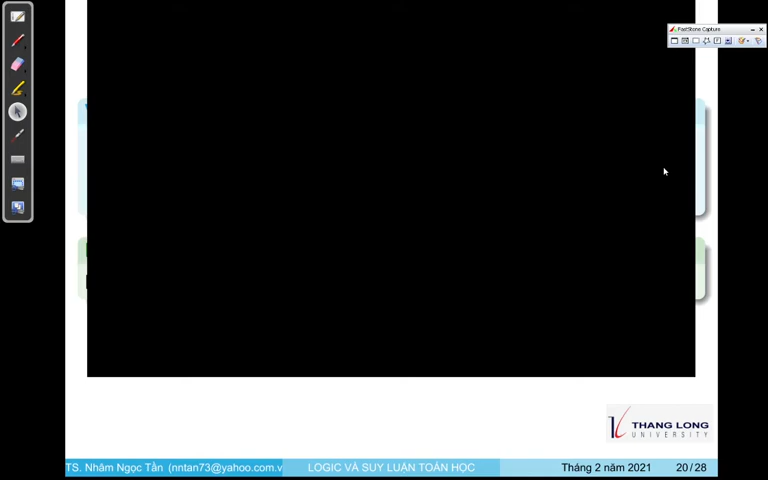 FastStone Capture
THANG LONG
UNIVERSITY
TS. Nhâm Ngọc Tần (nntan73@yahoo.com.v
LOGIC VÀ SUY LUẬN TOÁN HỌC
Tháng 2 năm 2021
20 / 28